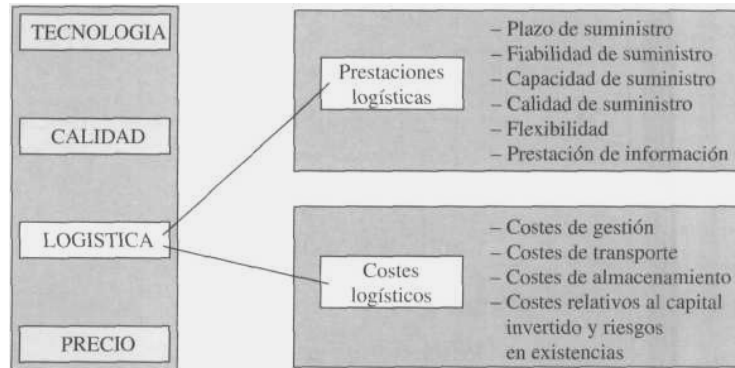 TECNOLOGIA
CALIDAD
LOGISTICA
PRECIO
Prestaciones
logísticas
– Plazo de suministro
– Fiabilidad de suministro
– Capacidad de suministro
– Calidad de suministro
– Flexibilidad
– Prestación de información
Costes
logísticos
– Costes de gestión
– Costes de transporte
– Costes de almacenamiento
– Costes relativos al capital
invertido y riesgos
en existencias